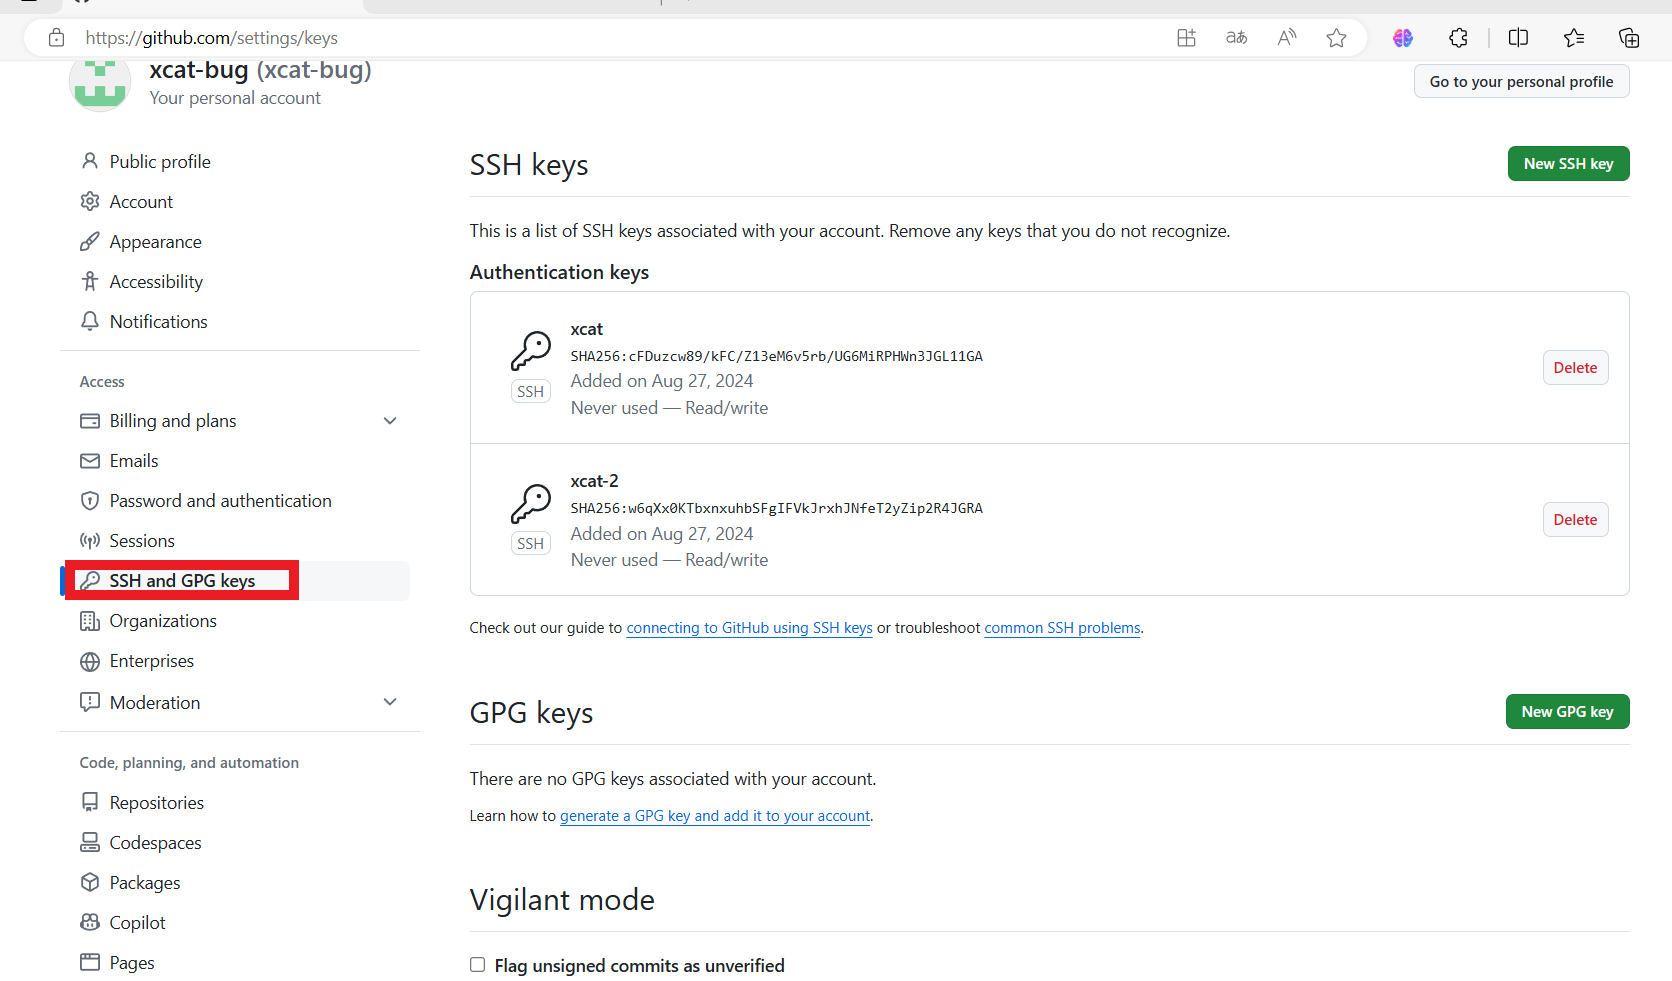 https://github.com/settings/keys
xcat-bug (xcat-bug)
Your personal account
Go to your personal profile
Public profile
Account
Appearance
Accessibility
Notifications
Access
Billing and plans
Emails
Password and authentication
Sessions
SSH and GPG keys
Organizations
Enterprises
Moderation
Code, planning, and automation
Repositories
Codespaces
Packages
Copilot
Pages
SSH keys
New SSH key
This is a list of SSH keys associated with your account. Remove any keys that you do not recognize.
Authentication keys
xcat
SHA256:cFDuzcw89/kFC/Z13eM6v5rb/UG6MiRPHWn3JGL11GA
Added on Aug 27, 2024
Never used — Read/write
SSH
Delete
xcat-2
SHA256:w6qXx0KTbxnxuhbSFgIFVkJrxhJNfeT2yZip2R4JGRA
Added on Aug 27, 2024
Never used — Read/write
SSH
Delete
Check out our guide to connecting to GitHub using SSH keys or troubleshoot common SSH problems.
GPG keys
New GPG key
There are no GPG keys associated with your account.
Learn how to generate a GPG key and add it to your account.
Vigilant mode
Flag unsigned commits as unverified